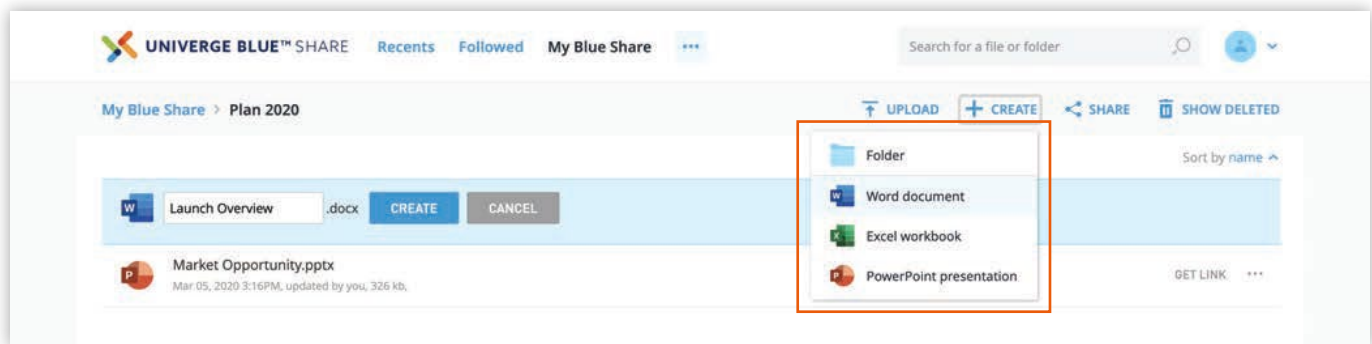 UNIVERGE BLUE™ SHARE Recents Followed My Blue Share ••• Search for a file or folder
My Blue Share > Plan 2020 UPLOAD + CREATE SHARE SHOW DELETED
Folder Sort by name
W Launch Overview .docx CREATE CANCEL Word document
Excel workbook
P Market Opportunity.pptx PowerPoint presentation GET LINK •••
Mar 05, 2020 3:16PM, updated by you, 326 kb,